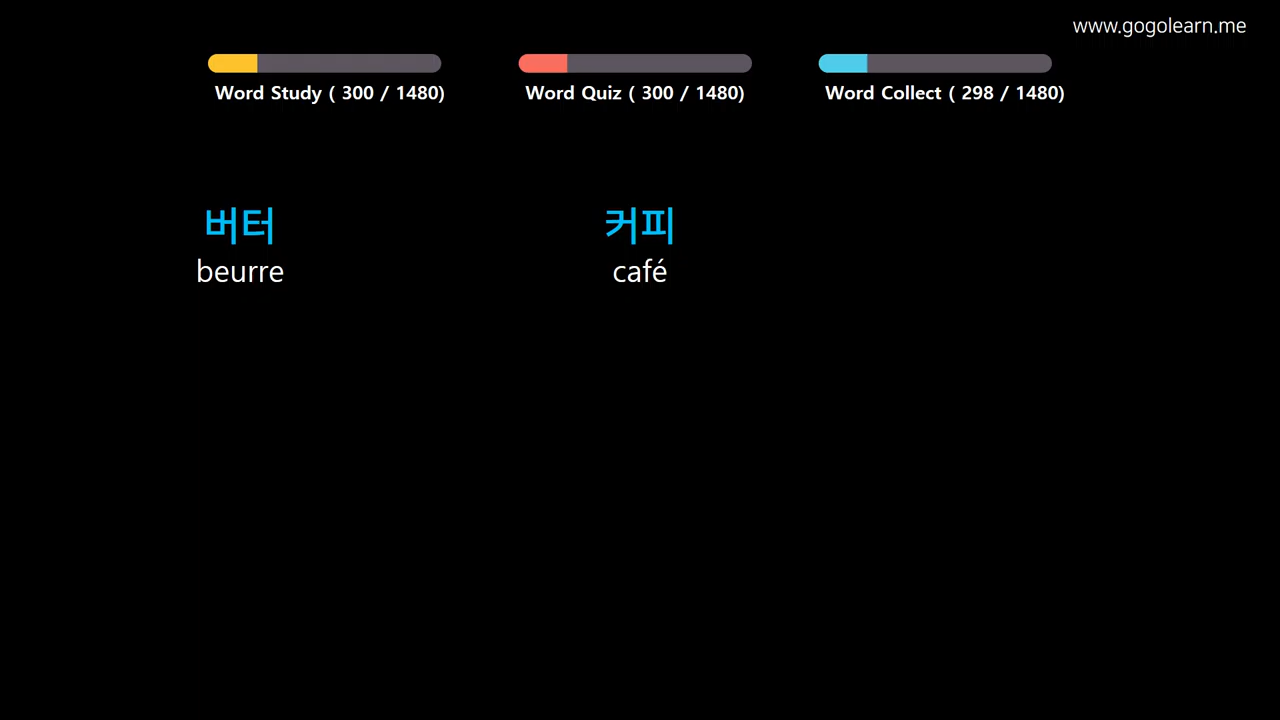 www.gogolearn.me
Word Study ( 300 / 1480)
Word Quiz ( 300 / 1480)
Word Collect ( 298 / 1480)
버터
beurre
커피
café